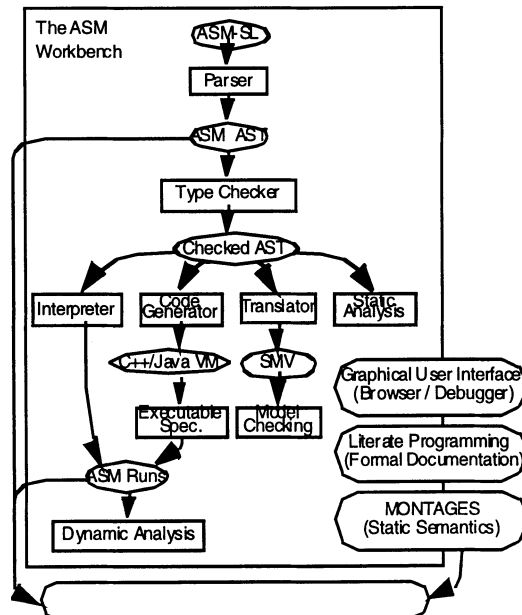 The ASM
Workbench
ASM-SL
Parser
ASM AST
Type Checker
Checked AST
Interpreter
Code
Generator
Translator
Static
Analysis
C++/Java VM
SMV
Executable
Spec.
Model
Checking
ASM Runs
Dynamic Analysis
Graphical User Interface
(Browser / Debugger)
Literate Programming
(Formal Documentation)
MONTAGES
(Static Semantics)